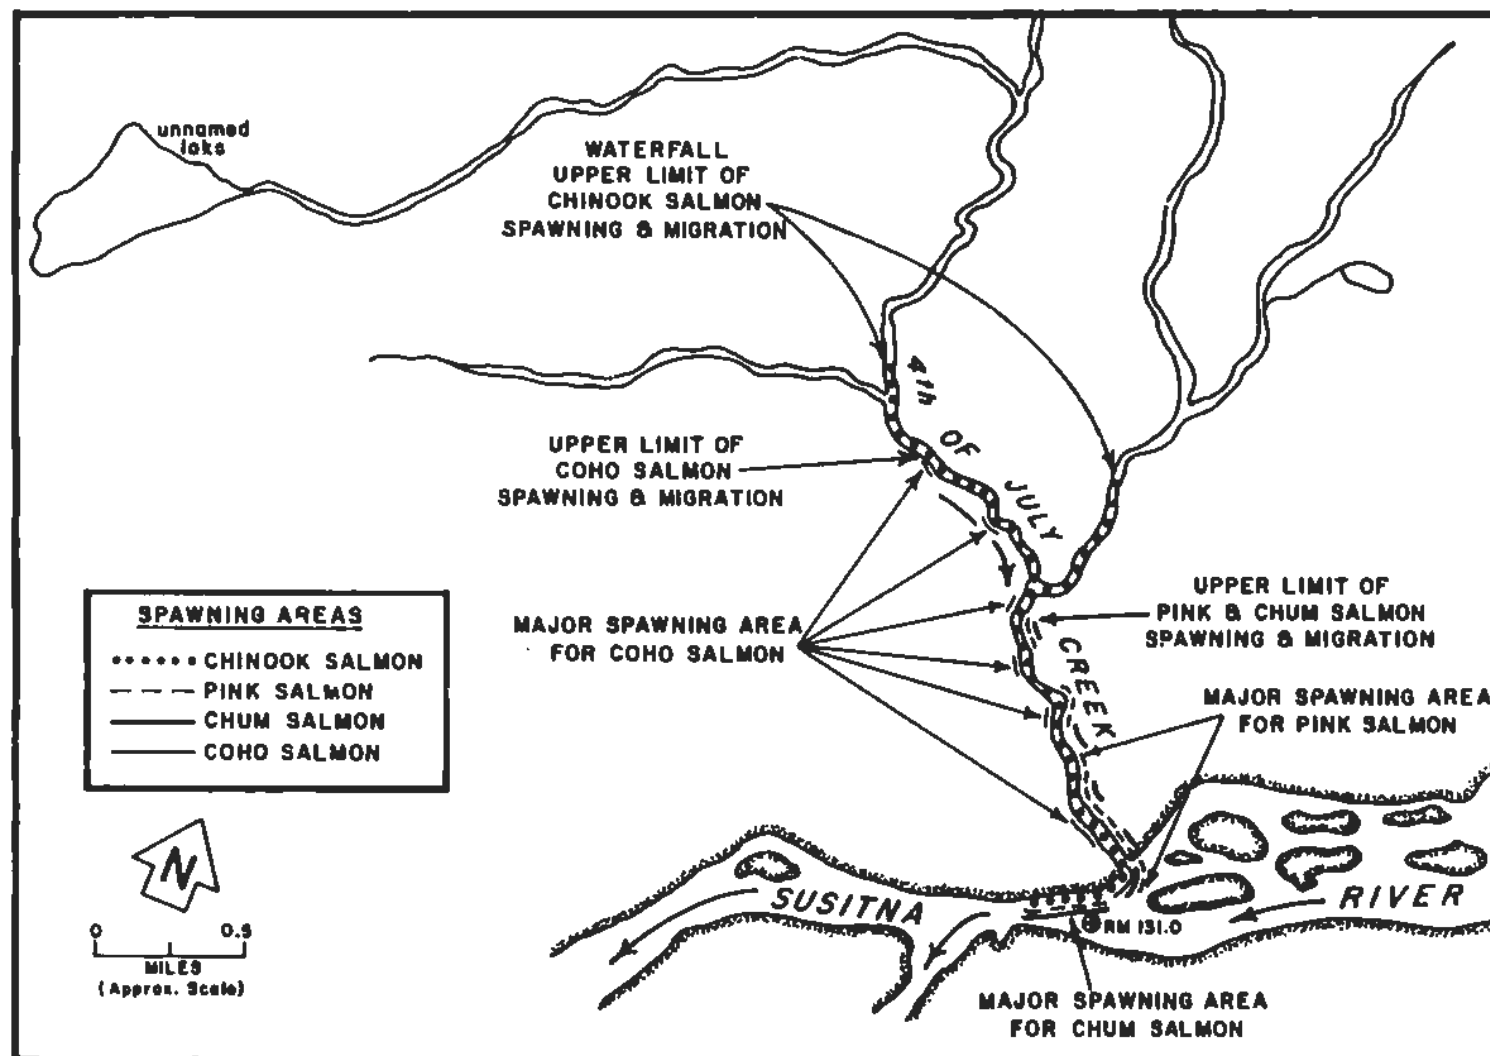 unnamed
lake
WATERFALL
UPPER LIMIT OF
CHINOOK SALMON
SPAWNING & MIGRATION
4th OF JULY CREEK
UPPER LIMIT OF
COHO SALMON
SPAWNING & MIGRATION
MAJOR SPAWNING AREA
FOR COHO SALMON
UPPER LIMIT OF
PINK & CHUM SALMON
SPAWNING & MIGRATION
MAJOR SPAWNING AREA
FOR PINK SALMON
SPAWNING AREAS
CHINOOK SALMON
PINK SALMON
CHUM SALMON
COHO SALMON
N
0 0.5
MILES
(Approx. Scale)
SUSITNA RIVER
RM 131.0
MAJOR SPAWNING AREA
FOR CHUM SALMON